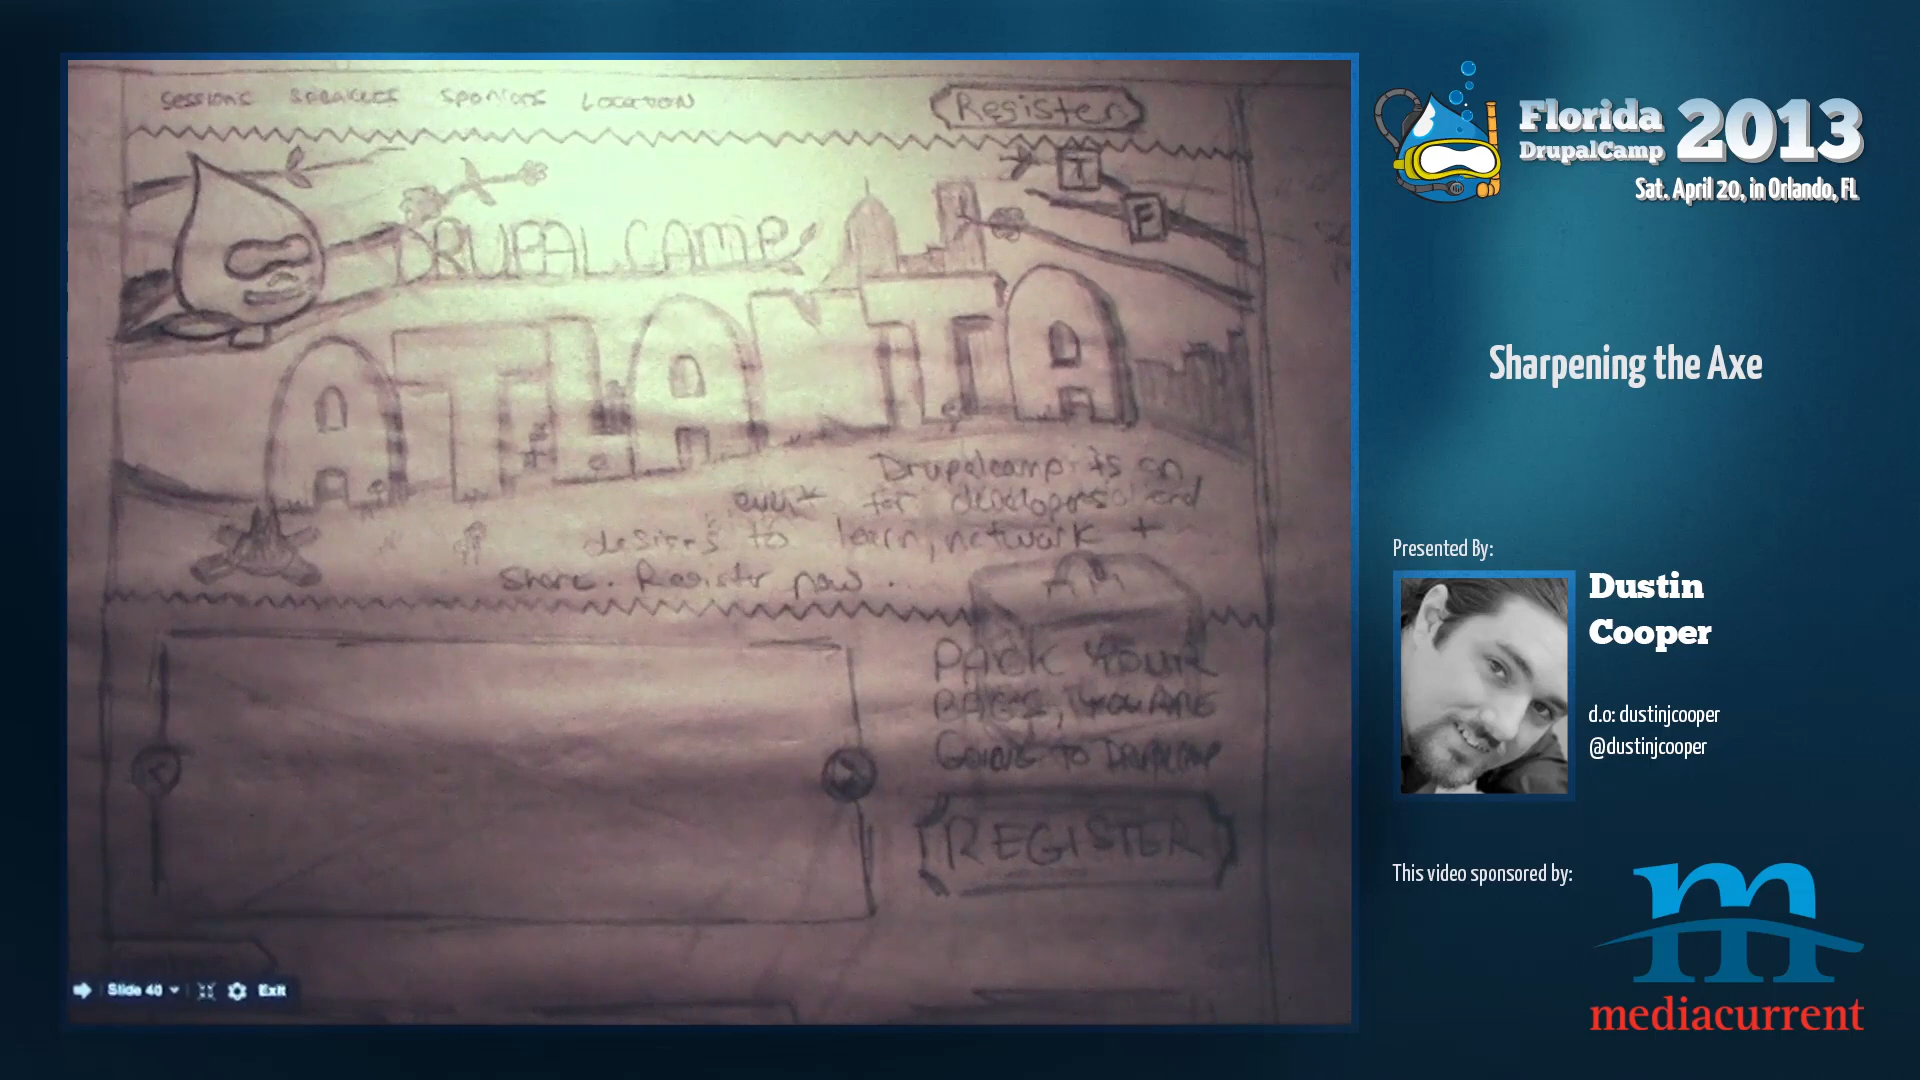 Sessions Speakers Sponsors Location
Register
T
F
DRUPALCAMP
ATLANTA
Drupalcamp is an
event for developers and
designers to learn, network +
share. Register now.
PACK YOUR
BAGS, YOU ARE
GOING TO DRUPALCAMP
REGISTER
Slide 40
Exit
Florida 2013
DrupalCamp
Sat. April 20, in Orlando, FL
Sharpening the Axe
Presented By:
Dustin
Cooper
d.o: dustinjcooper
@dustinjcooper
This video sponsored by:
m
mediacurrent